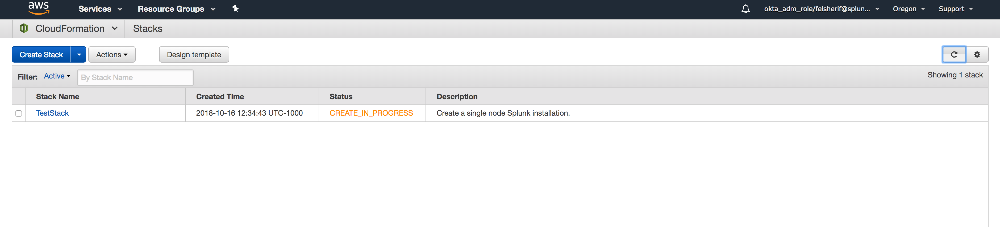 aws Services Resource Groups okta_adm_role/felsherif@splun... Oregon Support
CloudFormation Stacks
Create Stack Actions Design template
Filter: Active By Stack Name Showing 1 stack
Stack Name Created Time Status Description
TestStack 2018-10-16 12:34:43 UTC-1000 CREATE_IN_PROGRESS Create a single node Splunk installation.